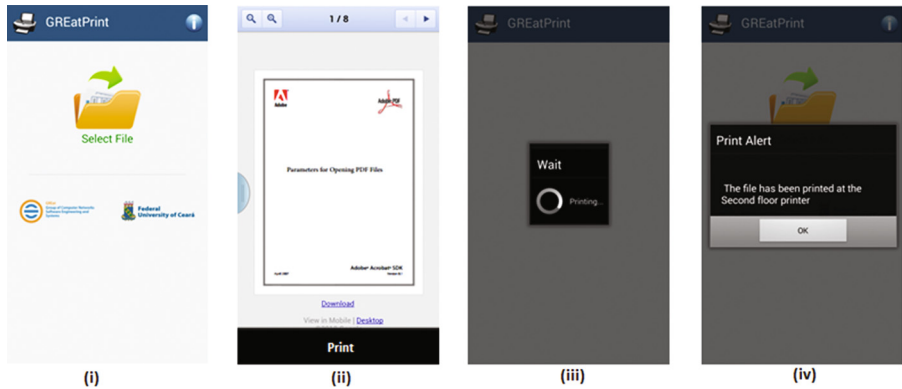 GREatPrint
Select File
Group of Computer Networks
Software Engineering and
Systems
Federal
University of Ceará
(i)
1 / 8
Adobe
Adobe PDF
Parameters for Opening PDF Files
Adobe® Acrobat® SDK
Download
View in Mobile | Desktop
Print
(ii)
GREatPrint
Wait
Printing...
(iii)
GREatPrint
Print Alert
The file has been printed at the
Second floor printer
OK
(iv)